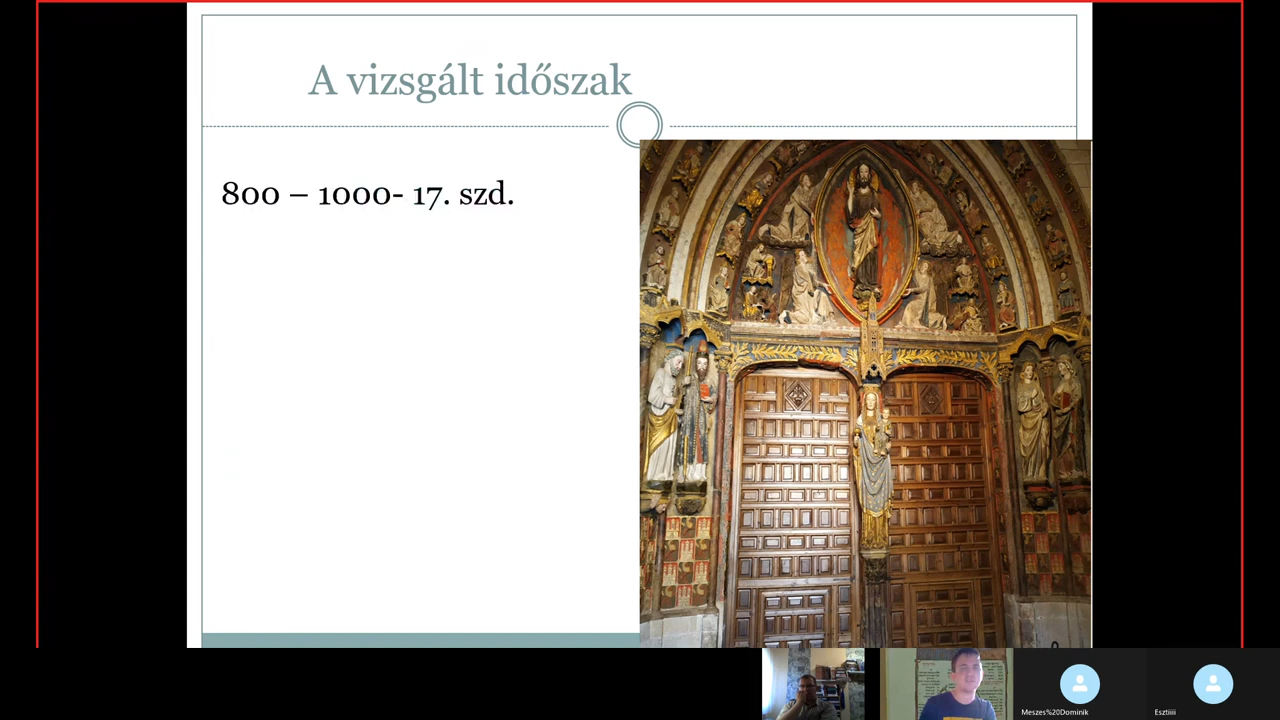 A vizsgált időszak
800 – 1000- 17. szd.
Meszes%20Dominik
Esztiiii